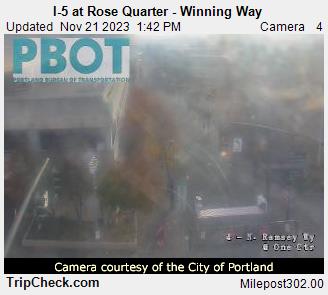 I-5 at Rose Quarter - Winning Way
Updated Nov 21 2023 1:42 PM Camera 4
PBOT
PORTLAND BUREAU OF TRANSPORTATION
4 - N. Ramsey Wy
@ One Ctr
Camera courtesy of the City of Portland
TripCheck.com Milepost302.00